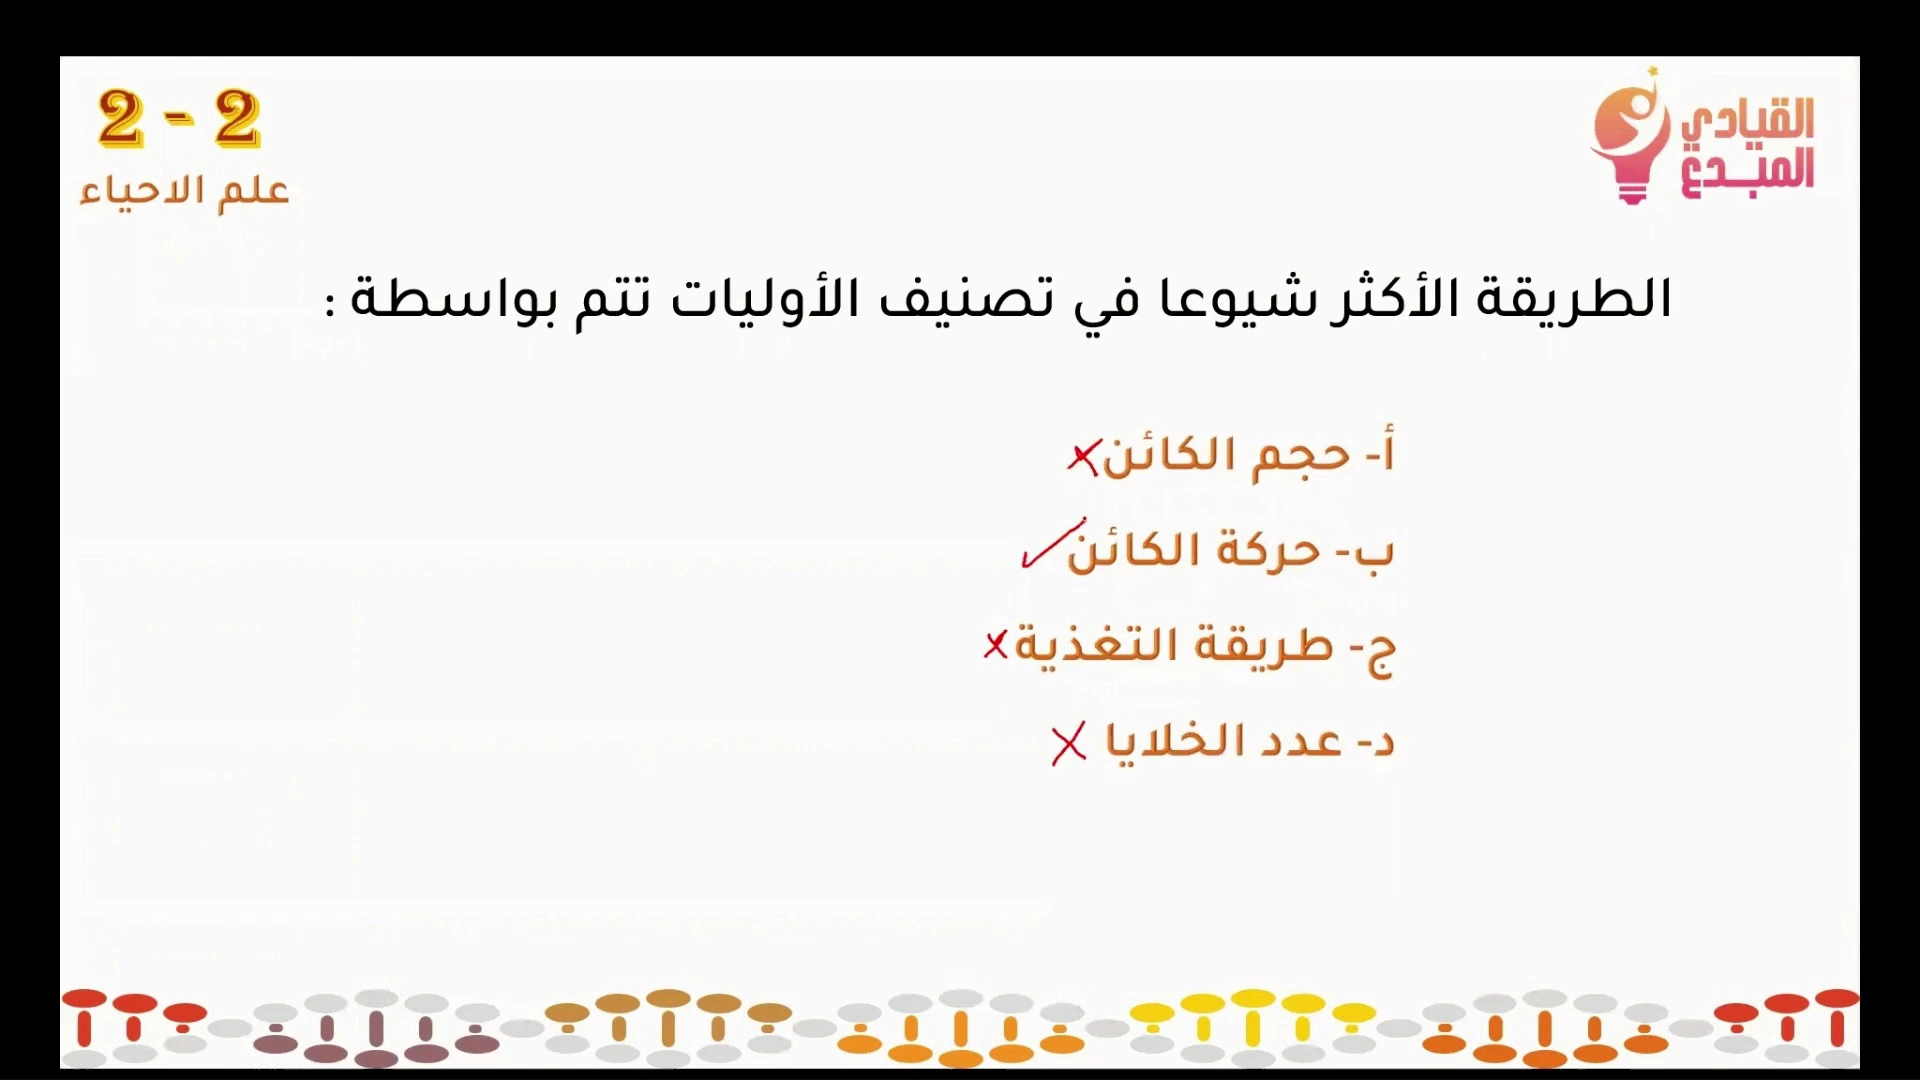 القيادي
المبدع
2 - 2
علم الاحياء
الطريقة الأكثر شيوعا في تصنيف الأوليات تتم بواسطة :
أ- حجم الكائن
ب- حركة الكائن
ج- طريقة التغذية
د- عدد الخلايا